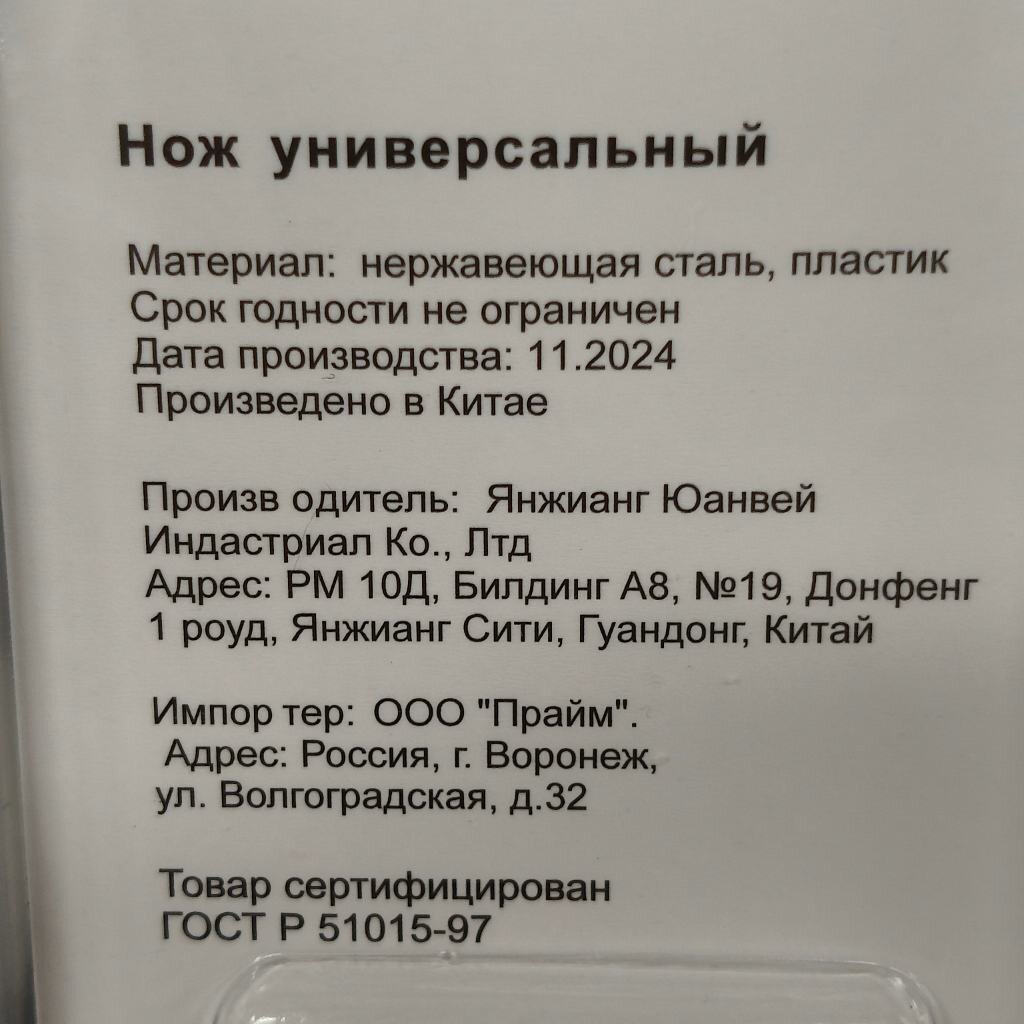 Нож универсальный
Материал: нержавеющая сталь, пластик
Срок годности не ограничен
Дата производства: 11.2024
Произведено в Китае
Произв одитель: Янжианг Юанвей
Индастриал Ко., Лтд
Адрес: РМ 10Д, Билдинг А8, №19, Донфенг
1 роуд, Янжианг Сити, Гуандонг, Китай
Импор тер: ООО "Прайм".
Адрес: Россия, г. Воронеж,
ул. Волгоградская, д.32
Товар сертифицирован
ГОСТ Р 51015-97